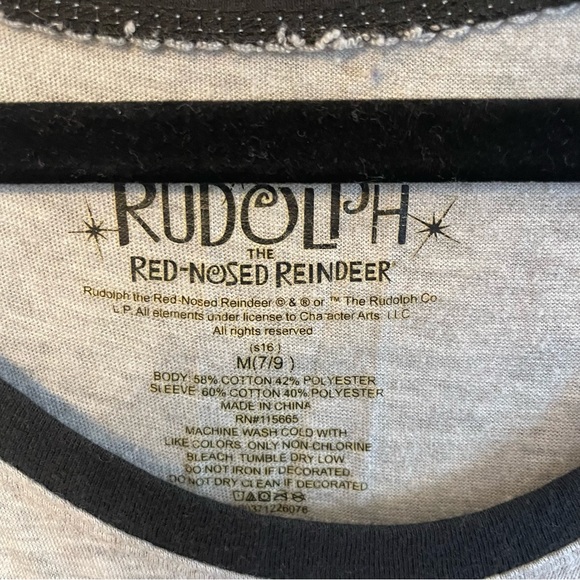 RUDOLPH
THE
RED-NOSED REINDEER
Rudolph the Red-Nosed Reindeer © & ® or ™ The Rudolph Co
L.P. All elements under license to Character Arts, LLC
All rights reserved
(s16)
M(7/9)
BODY: 58% COTTON 42% POLYESTER
SLEEVE: 60% COTTON 40% POLYESTER
MADE IN CHINA
RN#115665
MACHINE WASH COLD WITH
LIKE COLORS. ONLY NON CHLORINE
BLEACH. TUMBLE DRY LOW
DO NOT IRON IF DECORATED
DO NOT DRY CLEAN IF DECORATED